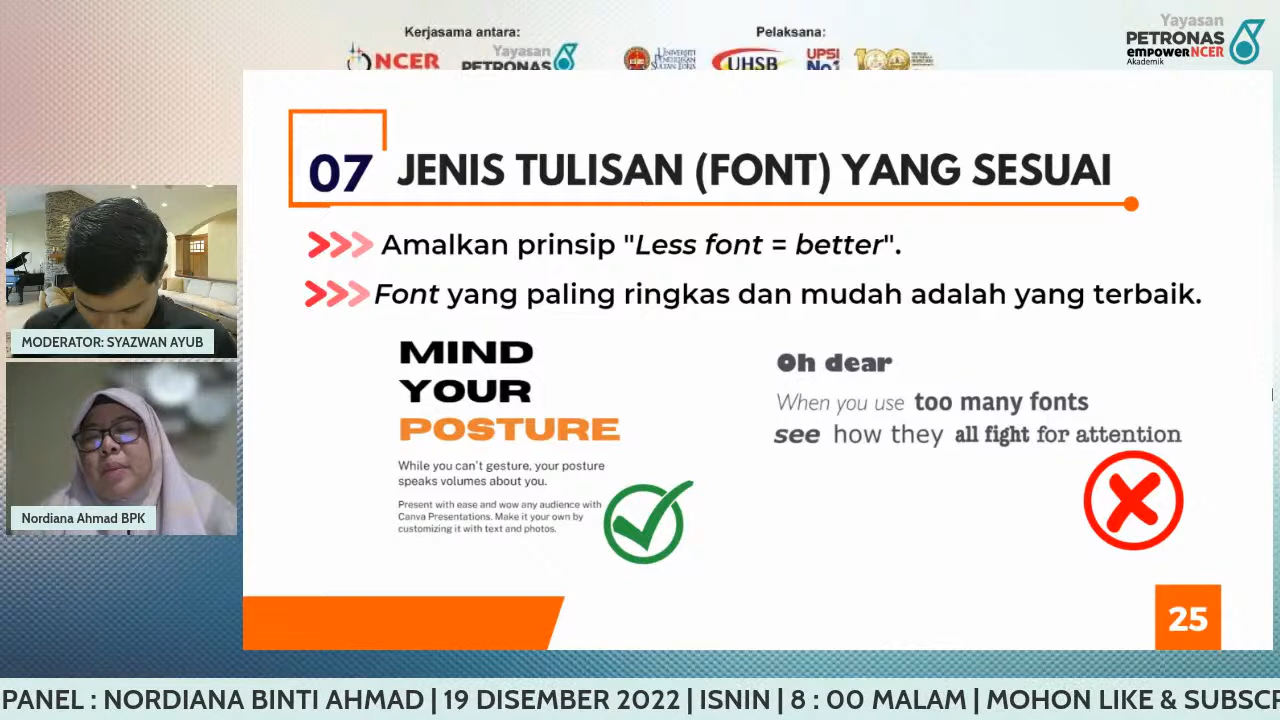 Kerjasama antara:
Pelaksana:
NCER
Yayasan
PETRONAS
UHSB
UPSI
No1
100
Yayasan
PETRONAS
empowerNCER
Akademik
07 JENIS TULISAN (FONT) YANG SESUAI
Amalkan prinsip "Less font = better".
Font yang paling ringkas dan mudah adalah yang terbaik.
MIND
YOUR
POSTURE
While you can't gesture, your posture
speaks volumes about you.
Present with ease and wow any audience with
Canva Presentations. Make it your own by
customizing it with text and photos.
Oh dear
When you use too many fonts
see how they all fight for attention
25
MODERATOR: SYAZWAN AYUB
Nordiana Ahmad BPK
PANEL : NORDIANA BINTI AHMAD | 19 DISEMBER 2022 | ISNIN | 8 : 00 MALAM | MOHON LIKE & SUBSC